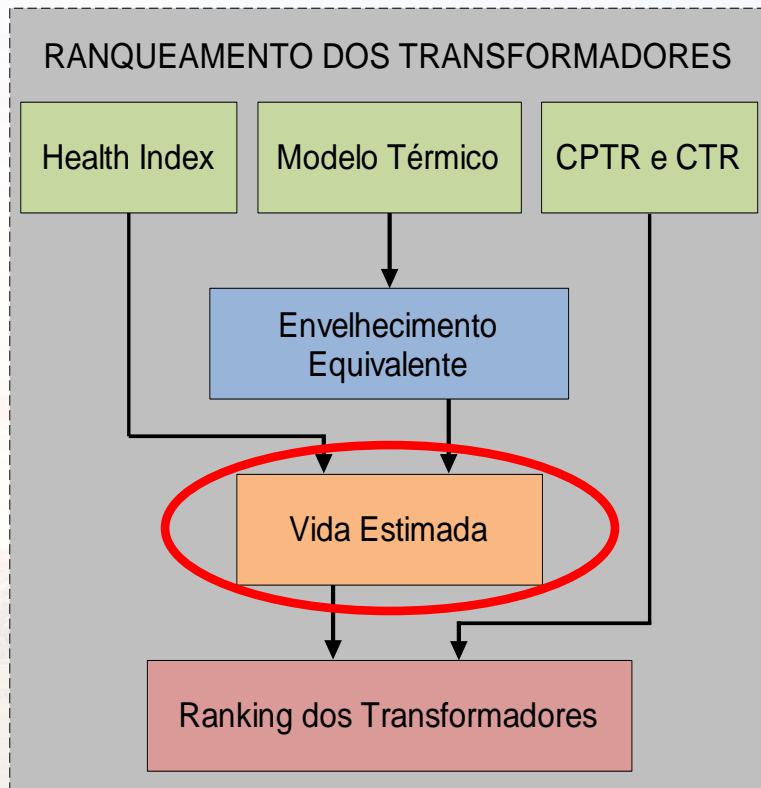 RANQUEAMENTO DOS TRANSFORMADORES
Health Index
Modelo Térmico
CPTR e CTR
Envelhecimento
Equivalente
Vida Estimada
Ranking dos Transformadores